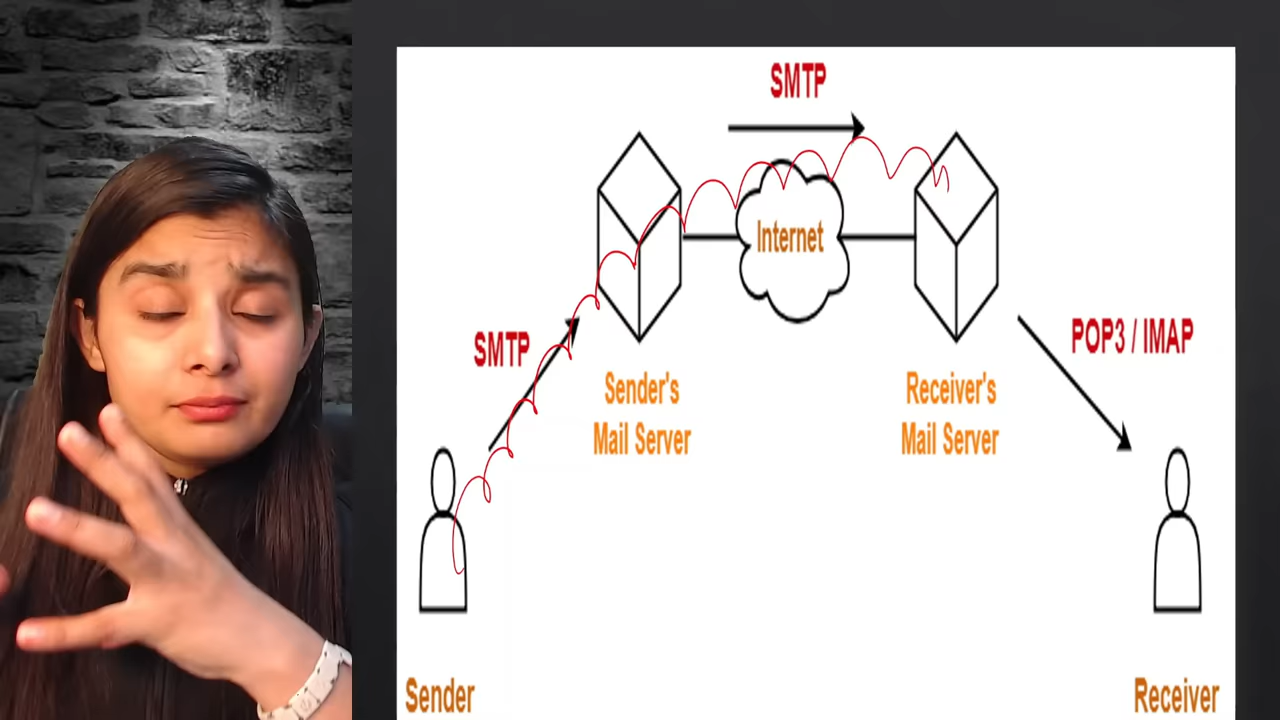 SMTP
Internet
SMTP
POP3 / IMAP
Sender's
Mail Server
Receiver's
Mail Server
Sender
Receiver